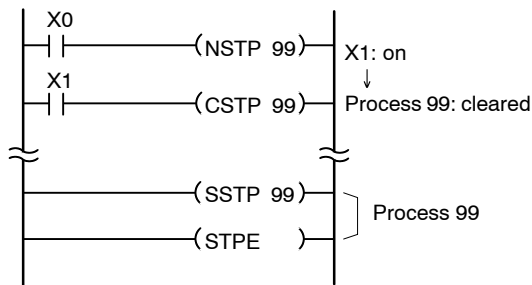 X0
(NSTP 99)
X1: on
X1
(CSTP 99)
Process 99: cleared
(SSTP 99)
Process 99
(STPE )